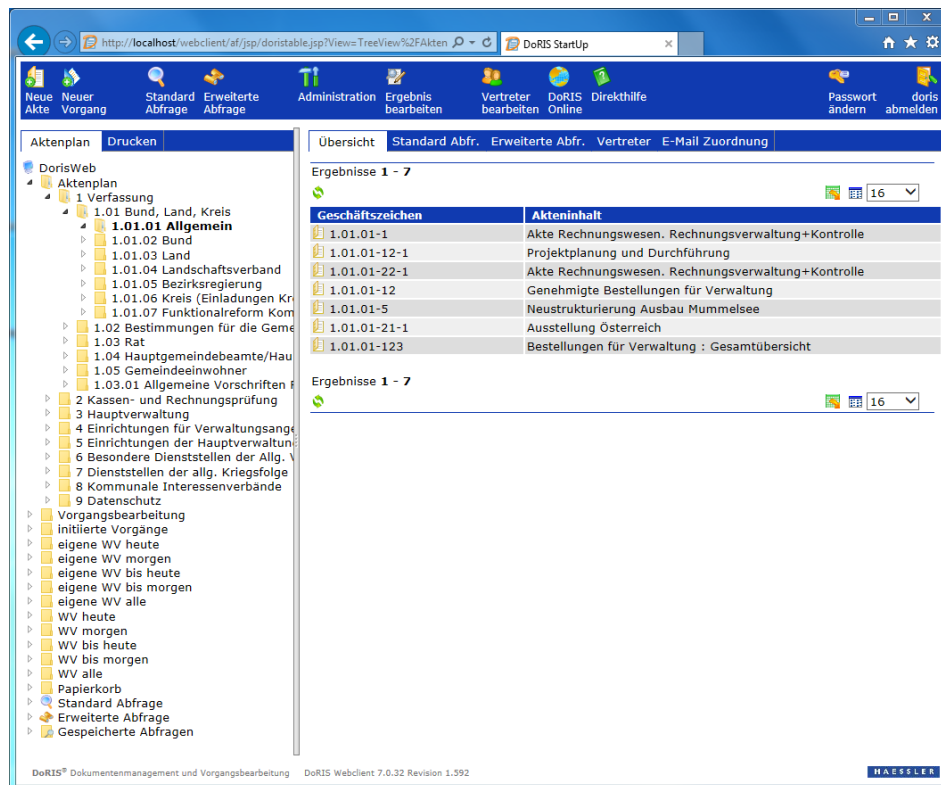 http://localhost/webclient/af/jsp/doristable.jsp?View=TreeView%2FAkten
DoRIS StartUp
Neue Akte
Neuer Vorgang
Standard Abfrage
Erweiterte Abfrage
Administration
Ergebnis bearbeiten
Vertreter bearbeiten
DoRIS Online
Direkthilfe
Passwort ändern
doris abmelden
Aktenplan Drucken
DorisWeb
Aktenplan
1 Verfassung
1.01 Bund, Land, Kreis
1.01.01 Allgemein
1.01.02 Bund
1.01.03 Land
1.01.04 Landschaftsverband
1.01.05 Bezirksregierung
1.01.06 Kreis (Einladungen Kre
1.01.07 Funktionalreform Kom
1.02 Bestimmungen für die Geme
1.03 Rat
1.04 Hauptgemeindebeamte/Hau
1.05 Gemeindeeinwohner
1.03.01 Allgemeine Vorschriften F
2 Kassen- und Rechnungsprüfung
3 Hauptverwaltung
4 Einrichtungen für Verwaltungsange
5 Einrichtungen der Hauptverwaltun
6 Besondere Dienststellen der Allg. V
7 Dienststellen der allg. Kriegsfolge
8 Kommunale Interessenverbände
9 Datenschutz
Vorgangsbearbeitung
initiierte Vorgänge
eigene WV heute
eigene WV morgen
eigene WV bis heute
eigene WV bis morgen
eigene WV alle
WV heute
WV morgen
WV bis heute
WV bis morgen
WV alle
Papierkorb
Standard Abfrage
Erweiterte Abfrage
Gespeicherte Abfragen
Übersicht Standard Abfr. Erweiterte Abfr. Vertreter E-Mail Zuordnung
Ergebnisse 1 - 7
16
Geschäftszeichen Akteninhalt
1.01.01-1 Akte Rechnungswesen. Rechnungsverwaltung+Kontrolle
1.01.01-12-1 Projektplanung und Durchführung
1.01.01-22-1 Akte Rechnungswesen. Rechnungsverwaltung+Kontrolle
1.01.01-12 Genehmigte Bestellungen für Verwaltung
1.01.01-5 Neustrukturierung Ausbau Mummelsee
1.01.01-21-1 Ausstellung Österreich
1.01.01-123 Bestellungen für Verwaltung : Gesamtübersicht
Ergebnisse 1 - 7
16
DoRIS® Dokumentenmanagement und Vorgangsbearbeitung DoRIS Webclient 7.0.32 Revision 1.592
HAESSLER